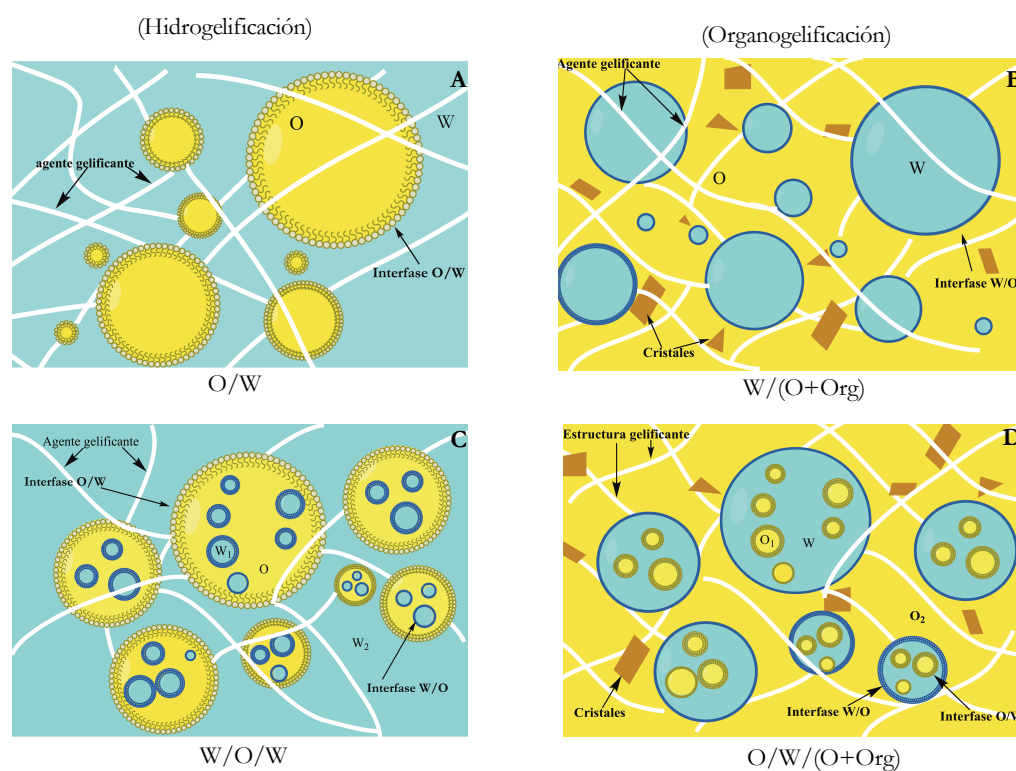 (Hidrogelificación)
(Organogelificación)
A
O
W
agente gelificante
Interfase O/W
O/W
Agente gelificante
B
W
O
Interfase W/O
Cristales
W/(O+Org)
C
Agente gelificante
Interfase O/W
W1
O
W2
Interfase W/O
W/O/W
Estructura gelificante
D
O1
W
O2
Cristales
Interfase W/O
Interfase O/W
O/W/(O+Org)